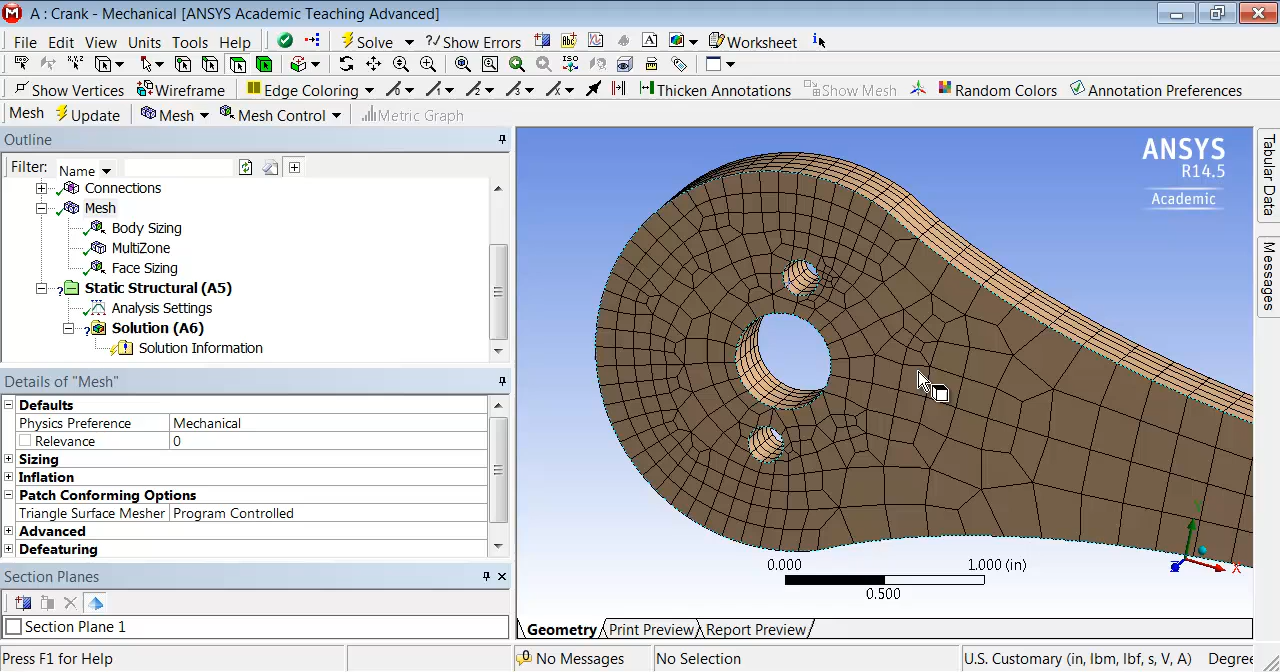 A : Crank - Mechanical [ANSYS Academic Teaching Advanced]
File Edit View Units Tools Help Solve Show Errors Worksheet
Show Vertices Wireframe Edge Coloring Thicken Annotations Show Mesh Random Colors Annotation Preferences
Mesh Update Mesh Mesh Control Metric Graph
Outline
Filter: Name
Connections
Mesh
Body Sizing
MultiZone
Face Sizing
Static Structural (A5)
Analysis Settings
Solution (A6)
Solution Information
Details of "Mesh"
Defaults
Physics Preference Mechanical
Relevance 0
Sizing
Inflation
Patch Conforming Options
Triangle Surface Mesher Program Controlled
Advanced
Defeaturing
Section Planes
Section Plane 1
ANSYS
R14.5
Academic
0.000 1.000 (in)
0.500
Y
X
Geometry Print Preview Report Preview
Tabular Data
Messages
Press F1 for Help 0 No Messages No Selection U.S. Customary (in, lbm, lbf, s, V, A) Degree